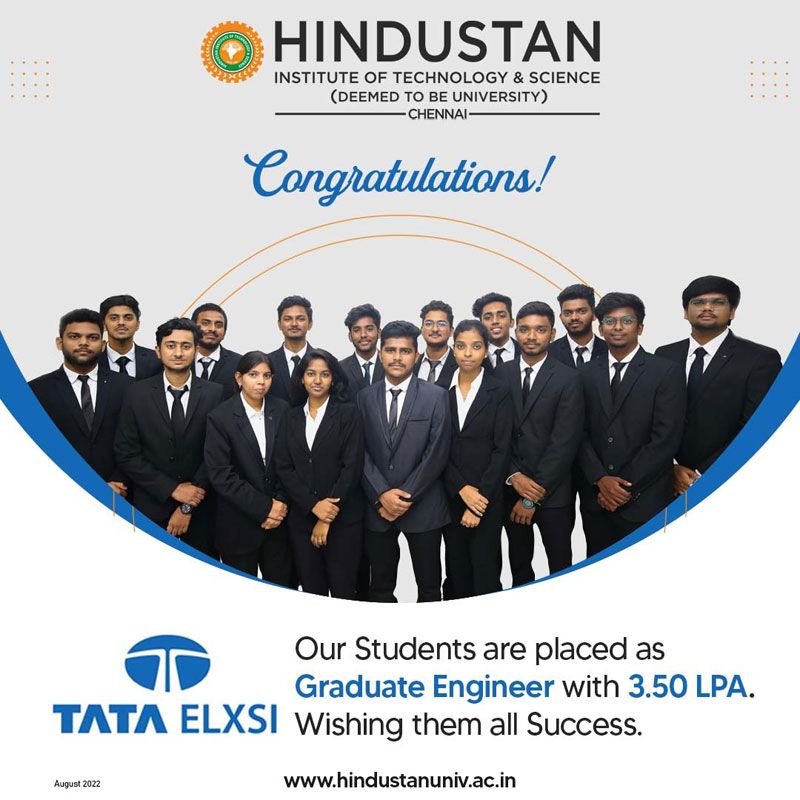 HINDUSTAN
INSTITUTE OF TECHNOLOGY & SCIENCE
(DEEMED TO BE UNIVERSITY)
CHENNAI
Congratulations!
TATA ELXSI
Our Students are placed as
Graduate Engineer with 3.50 LPA.
Wishing them all Success.
August 2022
www.hindustanuniv.ac.in